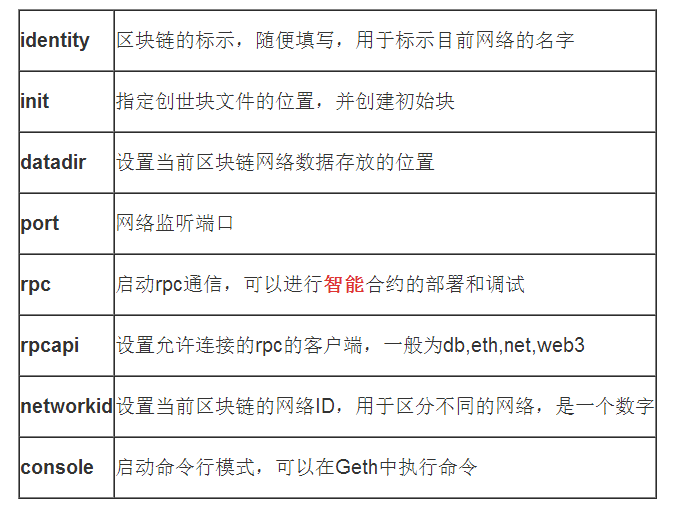 identity 区块链的标示，随便填写，用于标示目前网络的名字
init 指定创世块文件的位置，并创建初始块
datadir 设置当前区块链网络数据存放的位置
port 网络监听端口
rpc 启动rpc通信，可以进行智能合约的部署和调试
rpcapi 设置允许连接的rpc的客户端，一般为db,eth,net,web3
networkid 设置当前区块链的网络ID，用于区分不同的网络，是一个数字
console 启动命令行模式，可以在Geth中执行命令